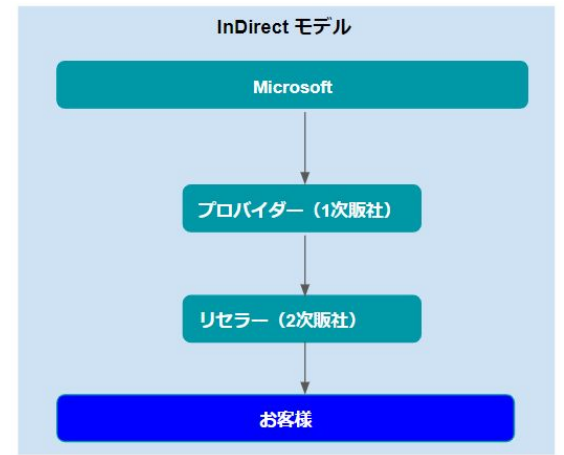 InDirect モデル
Microsoft
プロバイダー（1次販社）
リセラー（2次販社）
お客様